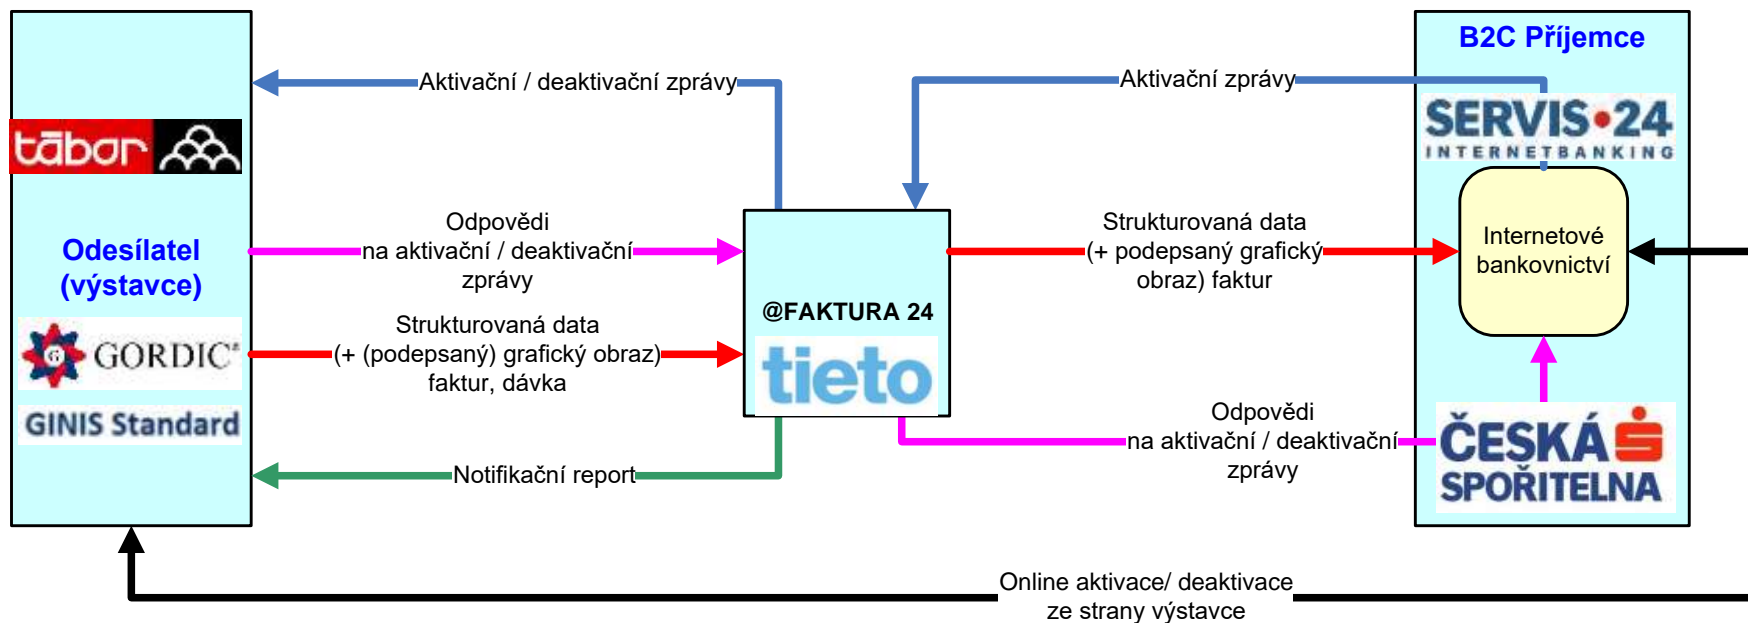 B2C Příjemce
Aktivační / deaktivační zprávy
Aktivační zprávy
SERVIS•24
INTERNETBANKING
tábor
Odpovědi
na aktivační / deaktivační
zprávy
Strukturovaná data
(+ podepsaný grafický
obraz) faktur
Internetové
bankovnictví
Odesílatel
(výstavce)
@FAKTURA 24
tieto
Strukturovaná data
(+ (podepsaný) grafický obraz)
faktur, dávka
G
GORDIC®
GINIS Standard
Odpovědi
na aktivační / deaktivační
zprávy
ČESKÁ
SPOŘITELNA
Notifikační report
Online aktivace/ deaktivace
ze strany výstavce